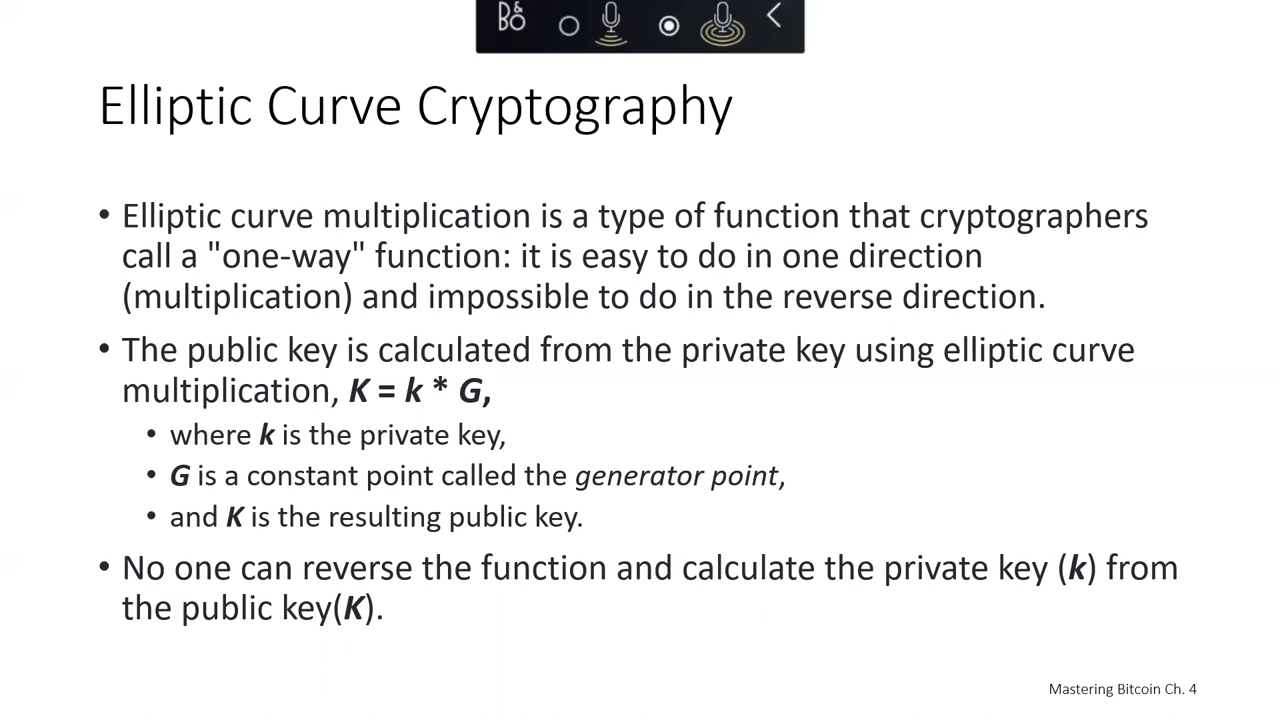 B&O
Elliptic Curve Cryptography
• Elliptic curve multiplication is a type of function that cryptographers
call a "one-way" function: it is easy to do in one direction
(multiplication) and impossible to do in the reverse direction.
• The public key is calculated from the private key using elliptic curve
multiplication, K = k * G,
• where k is the private key,
• G is a constant point called the generator point,
• and K is the resulting public key.
• No one can reverse the function and calculate the private key (k) from
the public key(K).
Mastering Bitcoin Ch. 4